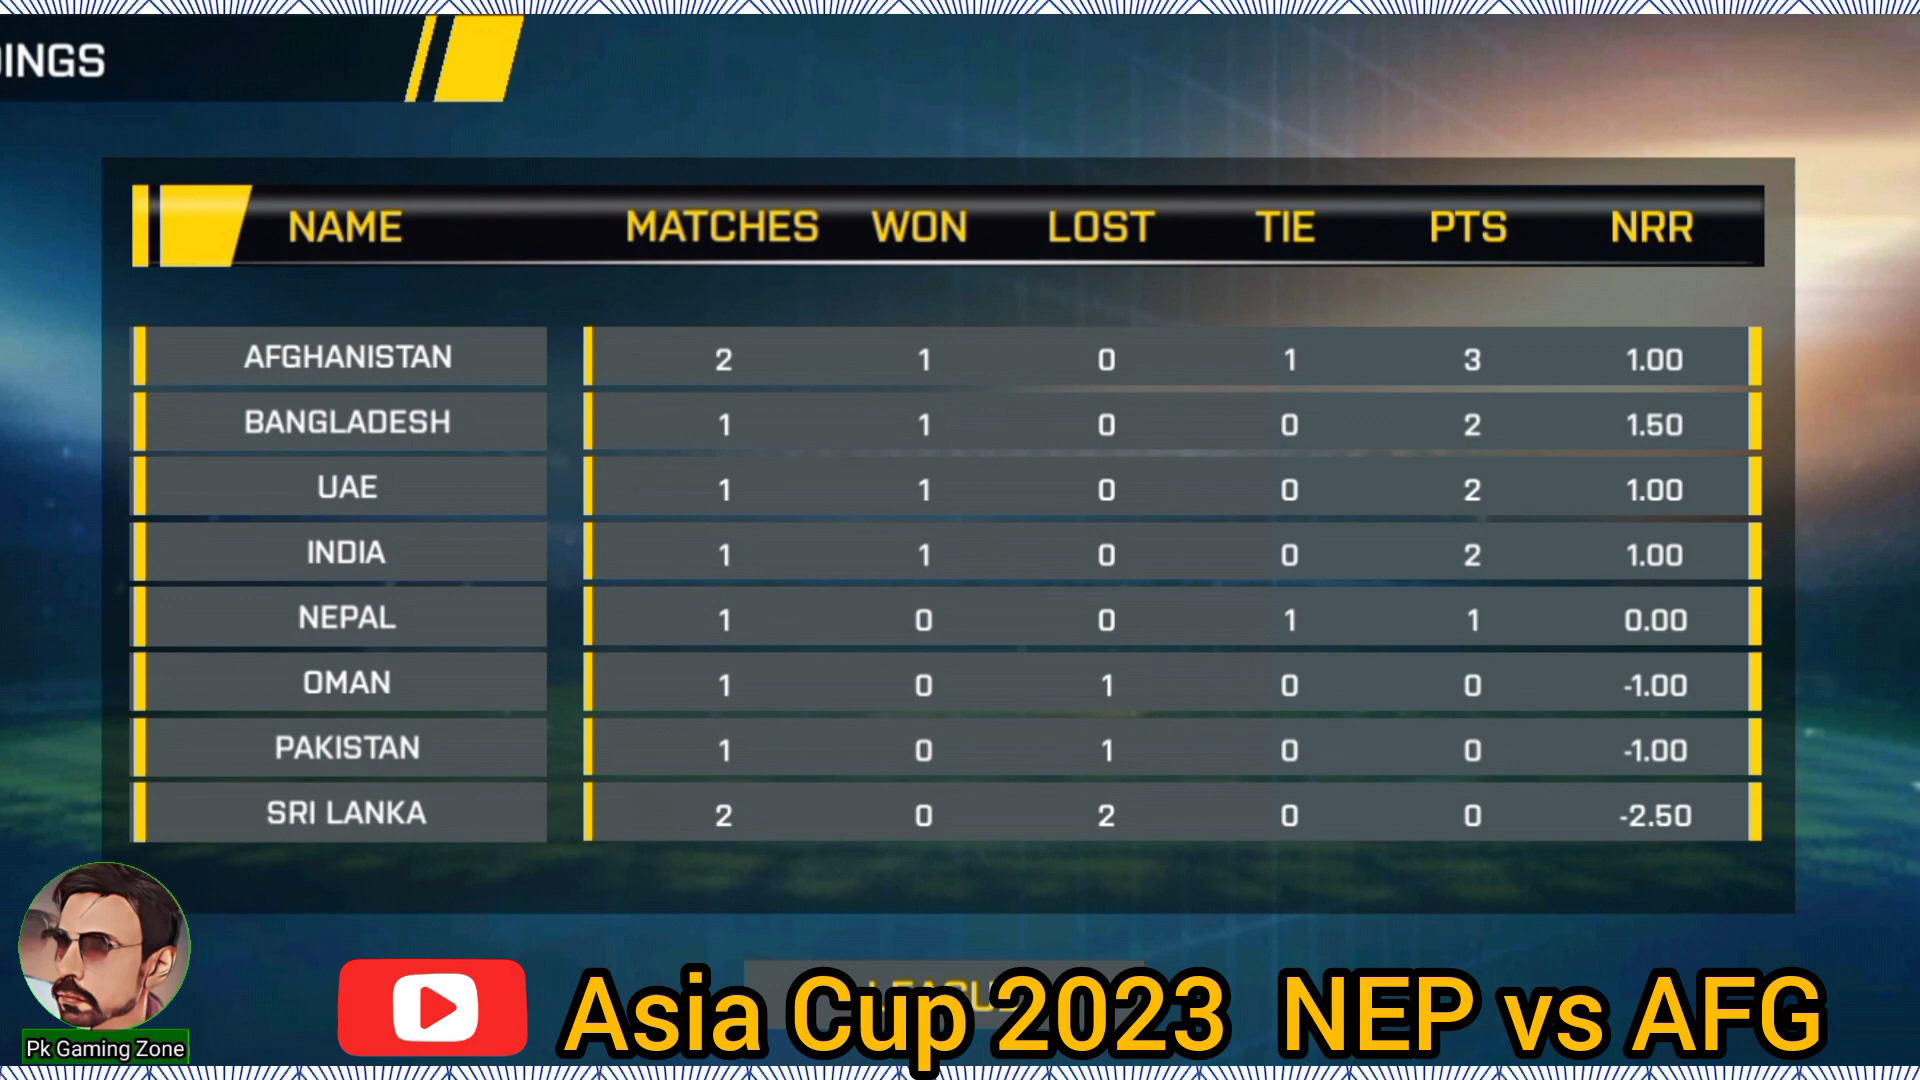 DINGS
NAME MATCHES WON LOST TIE PTS NRR
AFGHANISTAN 2 1 0 1 3 1.00
BANGLADESH 1 1 0 0 2 1.50
UAE 1 1 0 0 2 1.00
INDIA 1 1 0 0 2 1.00
NEPAL 1 0 0 1 1 0.00
OMAN 1 0 1 0 0 -1.00
PAKISTAN 1 0 1 0 0 -1.00
SRI LANKA 2 0 2 0 0 -2.50
Asia Cup 2023 NEP vs AFG
Pk Gaming Zone